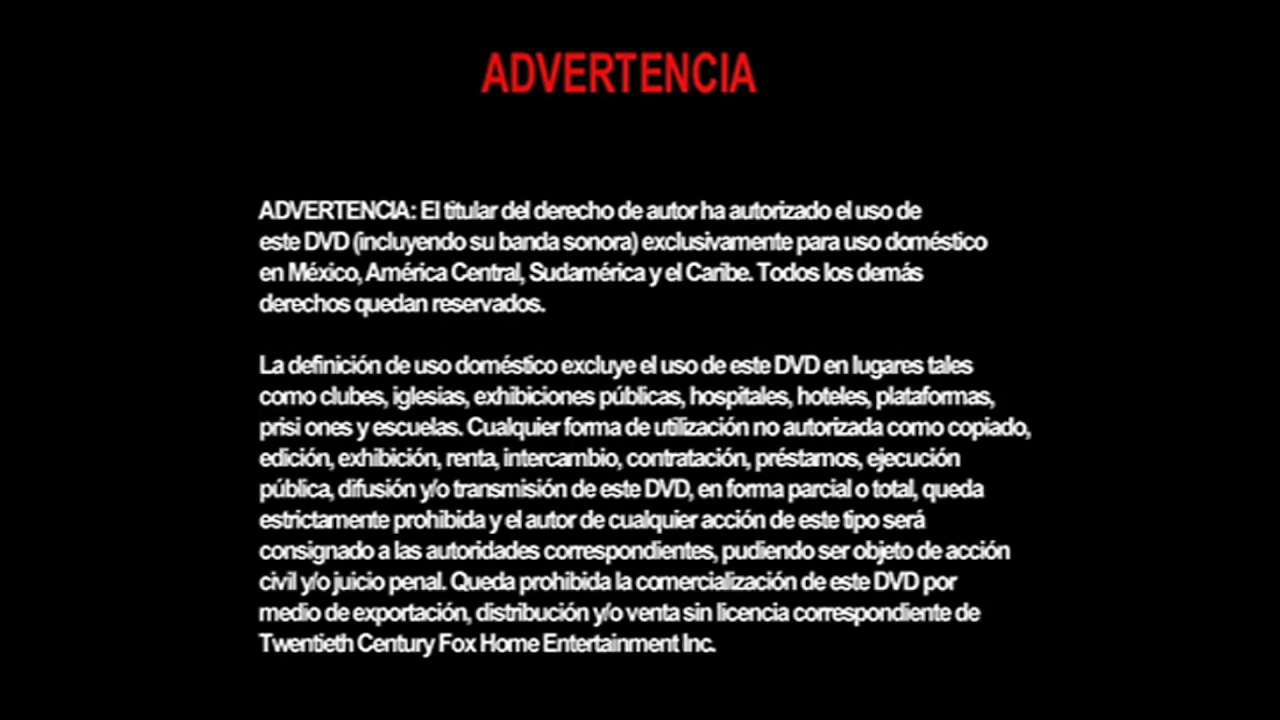 ADVERTENCIA
ADVERTENCIA: El titular del derecho de autor ha autorizado el uso de
este DVD (incluyendo su banda sonora) exclusivamente para uso doméstico
en México, América Central, Sudamérica y el Caribe. Todos los demás
derechos quedan reservados.
La definición de uso doméstico excluye el uso de este DVD en lugares tales
como clubes, iglesias, exhibiciones públicas, hospitales, hoteles, plataformas,
prisi ones y escuelas. Cualquier forma de utilización no autorizada como copiado,
edición, exhibición, renta, intercambio, contratación, préstamos, ejecución
pública, difusión y/o transmisión de este DVD, en forma parcial o total, queda
estrictamente prohibida y el autor de cualquier acción de este tipo será
consignado a las autoridades correspondientes, pudiendo ser objeto de acción
civil y/o juicio penal. Queda prohibida la comercialización de este DVD por
medio de exportación, distribución y/o venta sin licencia correspondiente de
Twentieth Century Fox Home Entertainment Inc.